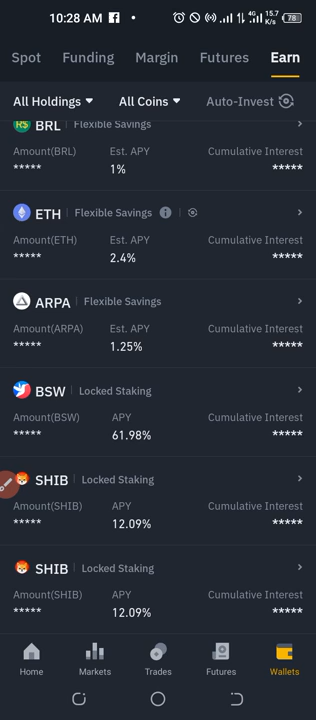 10:28 AM
4G
15.7
K/s
78
Spot Funding Margin Futures Earn
All Holdings All Coins Auto-Invest
R$ BRL Flexible Savings
Amount(BRL) Est. APY Cumulative Interest
***** 1% *****
ETH Flexible Savings
Amount(ETH) Est. APY Cumulative Interest
***** 2.4% *****
ARPA Flexible Savings
Amount(ARPA) Est. APY Cumulative Interest
***** 1.25% *****
BSW Locked Staking
Amount(BSW) APY Cumulative Interest
***** 61.98% *****
SHIB Locked Staking
Amount(SHIB) APY Cumulative Interest
***** 12.09% *****
SHIB Locked Staking
Amount(SHIB) APY Cumulative Interest
***** 12.09% *****
Home Markets Trades Futures Wallets